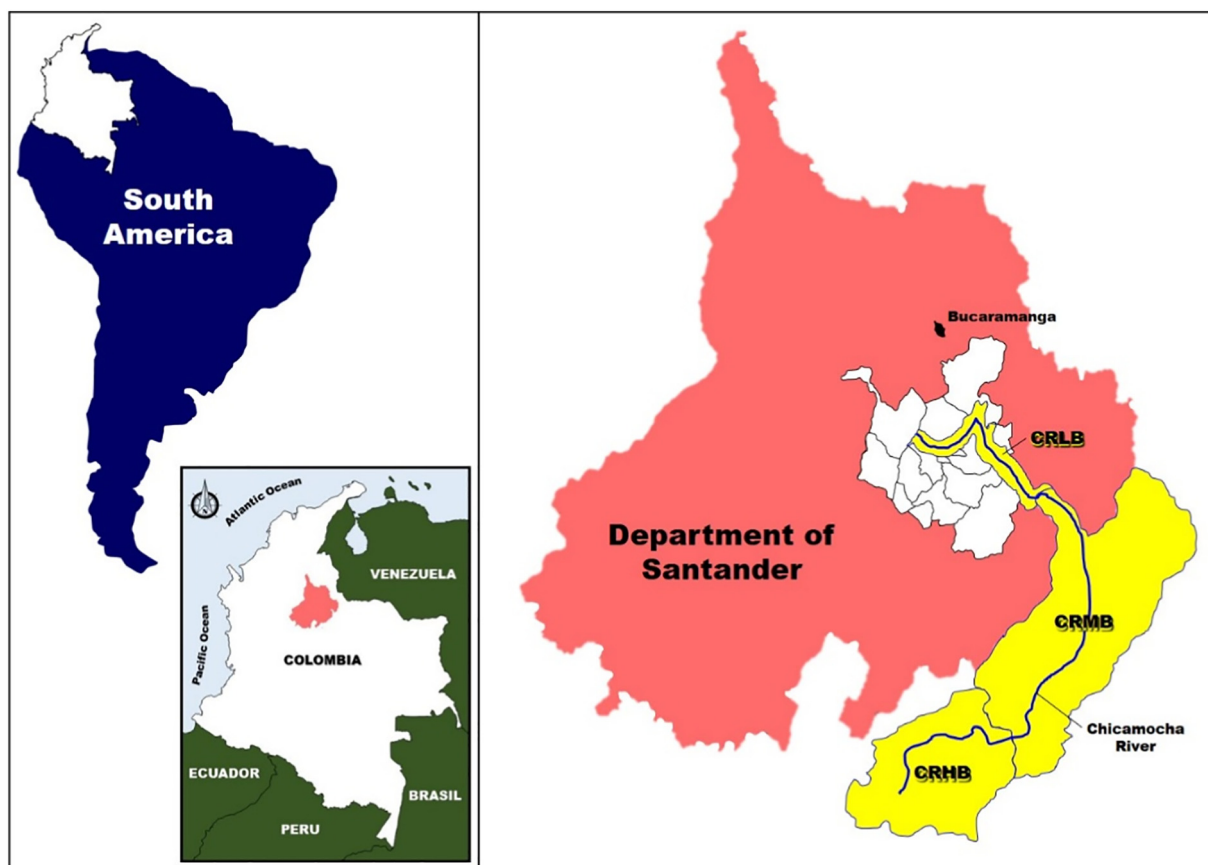 South
America
Atlantic Ocean
Pacific Ocean
VENEZUELA
COLOMBIA
ECUADOR
PERU
BRASIL
Bucaramanga
CRLB
Department of
Santander
CRMB
Chicamocha
River
CRHB